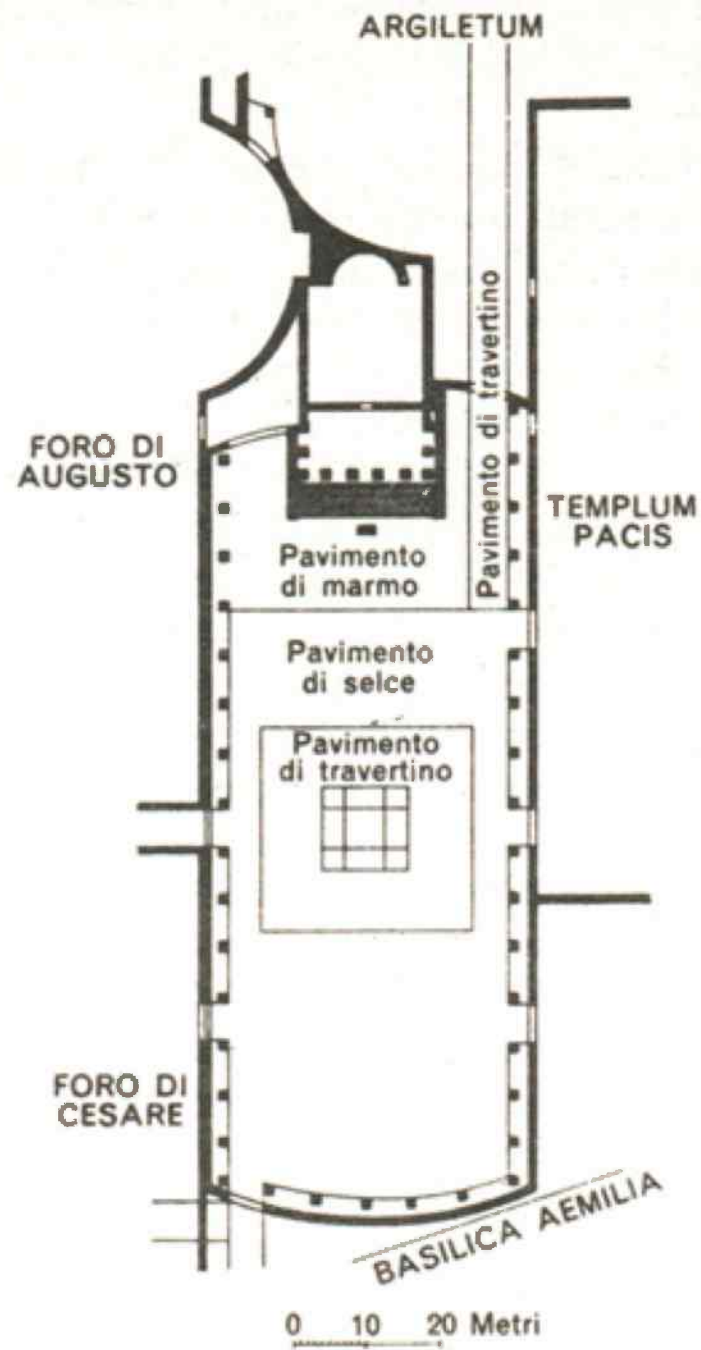 ARGILETUM
Pavimento di travertino
FORO DI
AUGUSTO
TEMPLUM
PACIS
Pavimento
di marmo
Pavimento
di selce
Pavimento
di travertino
FORO DI
CESARE
BASILICA AEMILIA
0 10 20 Metri